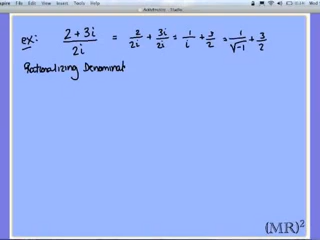 ex: (2 + 3i)/(2i) = 2/(2i) + (3i)/(2i) = 1/i + 3/2 = 1/√-1 + 3/2
Rationalizing Denominat
(MR)²